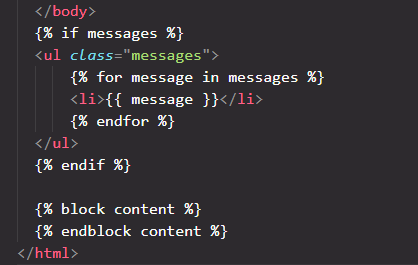 </body>
{% if messages %}
<ul class="messages">
{% for message in messages %}
<li>{{ message }}</li>
{% endfor %}
</ul>
{% endif %}
{% block content %}
{% endblock content %}
</html>